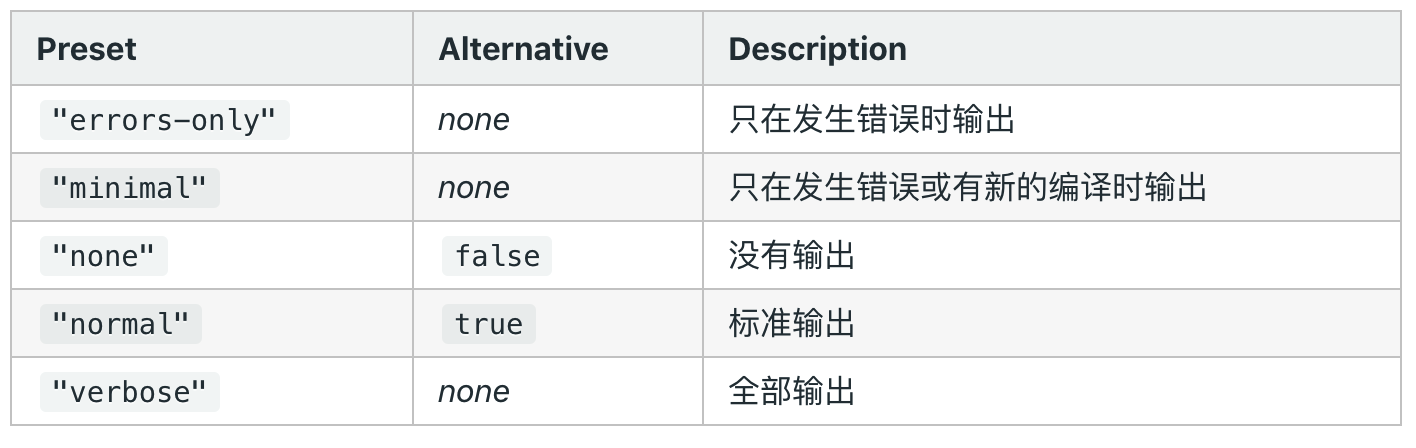 Preset Alternative Description
"errors-only" none 只在发生错误时输出
"minimal" none 只在发生错误或有新的编译时输出
"none" false 没有输出
"normal" true 标准输出
"verbose" none 全部输出